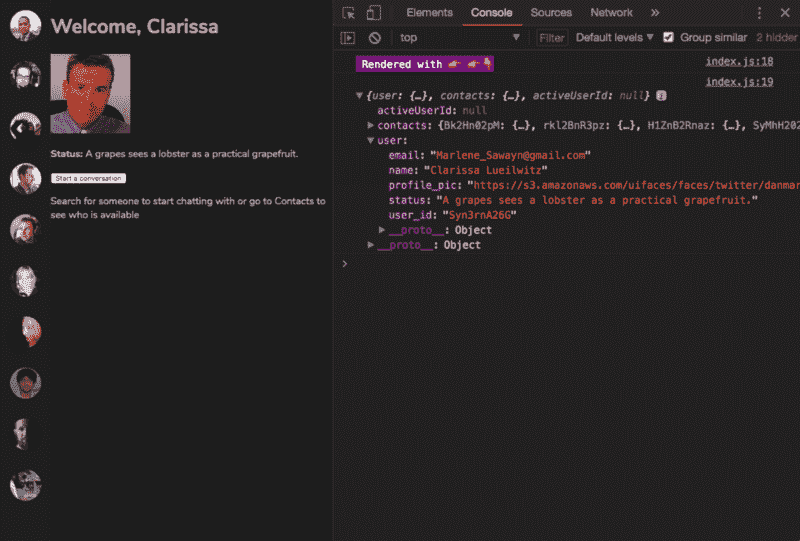 Welcome, Clarissa
Status: A grapes sees a lobster as a practical grapefruit.
Start a conversation
Search for someone to start chatting with or go to Contacts to
see who is available
Elements Console Sources Network »
top ▼ Filter Default levels ▼ Group similar 2 hidden
Rendered with index.js:18
index.js:19
▼{user: {…}, contacts: {…}, activeUserId: null} i
activeUserId: null
▶contacts: {Bk2Hn02pM: {…}, rkl2BnR3pz: {…}, H1ZnB2Rnaz: {…}, SyMhH202
▼user:
email: "Marlene_Sawayn@gmail.com"
name: "Clarissa Lueilwitz"
profile_pic: "https://s3.amazonaws.com/uifaces/faces/twitter/danmar
status: "A grapes sees a lobster as a practical grapefruit."
user_id: "Syn3rnA26G"
▶__proto__: Object
▶__proto__: Object
>